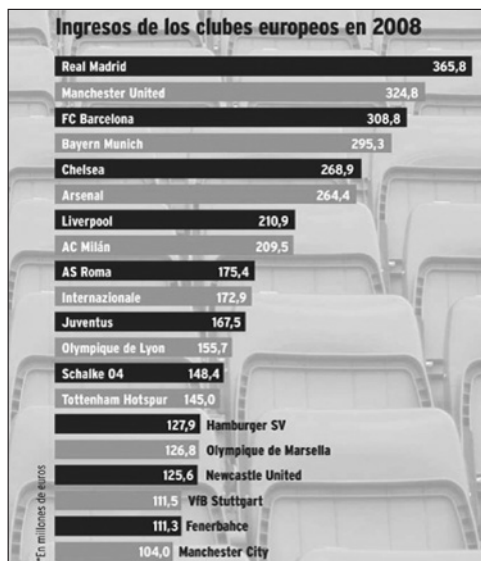 Ingresos de los clubes europeos en 2008
Real Madrid 365,8
Manchester United 324,8
FC Barcelona 308,8
Bayern Munich 295,3
Chelsea 268,9
Arsenal 264,4
Liverpool 210,9
AC Milán 209,5
AS Roma 175,4
Internazionale 172,9
Juventus 167,5
Olympique de Lyon 155,7
Schalke 04 148,4
Tottenham Hotspur 145,0
127,9 Hamburger SV
126,8 Olympique de Marsella
125,6 Newcastle United
111,5 VfB Stuttgart
111,3 Fenerbahce
104,0 Manchester City
*En millones de euros